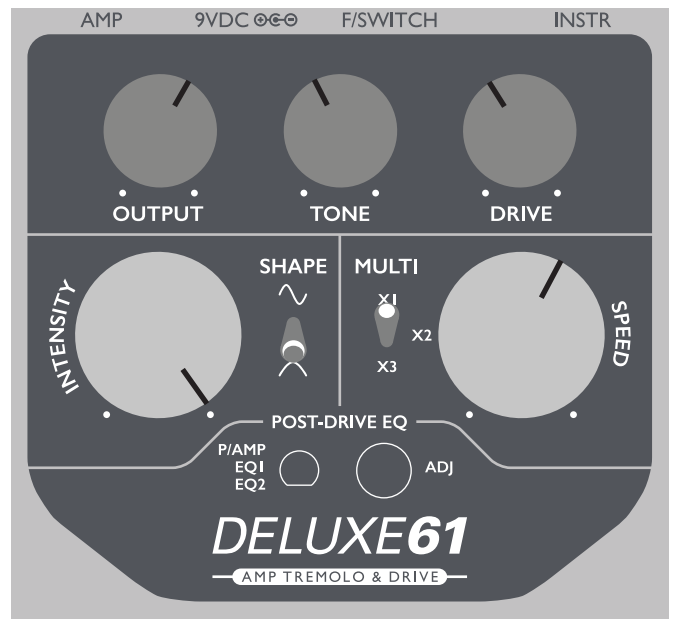 AMP 9VDC F/SWITCH INSTR
OUTPUT TONE DRIVE
INTENSITY
SHAPE
MULTI
X1
X2
X3
SPEED
POST-DRIVE EQ
P/AMP
EQ1
EQ2
ADJ
DELUXE61
AMP TREMOLO & DRIVE